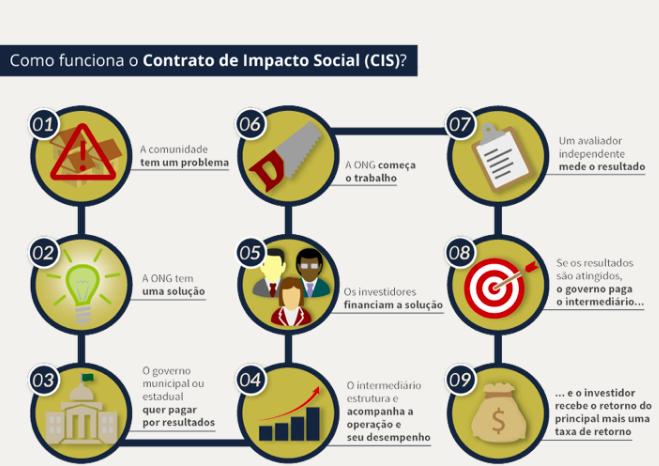 Como funciona o Contrato de Impacto Social (CIS)?
01
A comunidade
tem um problema
02
A ONG tem
uma solução
03
O governo
municipal ou
estadual
quer pagar
por resultados
04
O intermediário
estrutura e
acompanha a
operação e
seu desempenho
05
Os investidores
financiam a solução
06
A ONG começa
o trabalho
07
Um avaliador
independente
mede o resultado
08
Se os resultados
são atingidos,
o governo paga
o intermediário...
09
... e o investidor
recebe o retorno do
principal mais uma
taxa de retorno
$